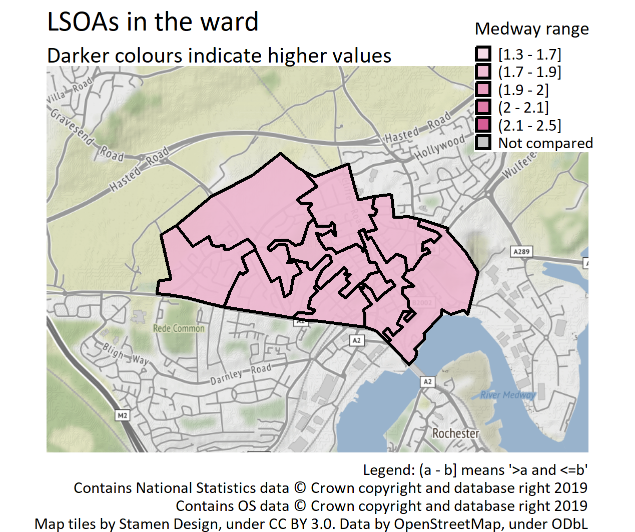 LSOAs in the ward
Darker colours indicate higher values
Medway range
[1.3 - 1.7]
(1.7 - 1.9]
(1.9 - 2]
(2 - 2.1]
(2.1 - 2.5]
Not compared
Villa Road
Gravesend Road
Hasted Road
Hasted Road
Hollywood
Wulfere
A289
Rede Common
A2
A2
Bligh Way
Darnley Road
A2
M2
River Medway
Rochester
Legend: (a - b] means '>a and <=b'
Contains National Statistics data © Crown copyright and database right 2019
Contains OS data © Crown copyright and database right 2019
Map tiles by Stamen Design, under CC BY 3.0. Data by OpenStreetMap, under ODbL